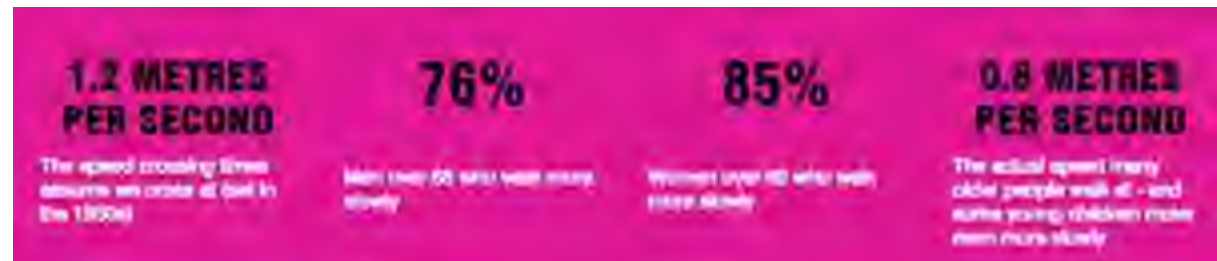 1.2 METRES
PER SECOND
The speed crossing times
assume we cross at (set in
the 1950s)
76%
Men over 65 who walk more
slowly
85%
Women over 65 who walk
more slowly
0.8 METRES
PER SECOND
The actual speed many
older people walk at - and
some young children
even more slowly